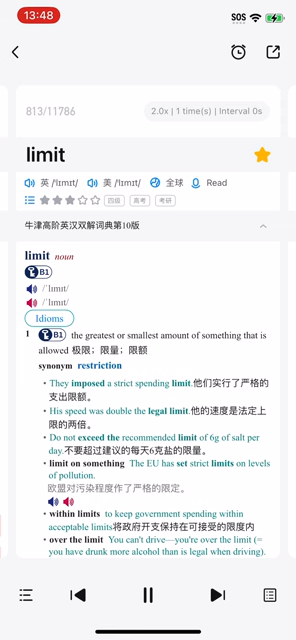 13:48
SOS
813/11786
2.0x | 1 time(s) | Interval 0s
limit
英 /'lɪmɪt/ 美 /'lɪmɪt/ 全球 Read
四级 高考 考研
牛津高阶英汉双解词典第10版
limit noun
B1
/ˈlɪmɪt/
/ˈlɪmɪt/
Idioms
1 B1 the greatest or smallest amount of something that is
allowed 极限；限量；限额
synonym restriction
• They imposed a strict spending limit.他们实行了严格的
支出限额。
• His speed was double the legal limit.他的速度是法定上
限的两倍。
• Do not exceed the recommended limit of 6g of salt per
day.不要超过建议的每天6克盐的限量。
• limit on something The EU has set strict limits on levels
of pollution.
欧盟对污染程度作了严格的限定。
• within limits to keep government spending within
acceptable limits将政府开支保持在可接受的限度内
• over the limit You can't drive—you're over the limit (=
you have drunk more alcohol than is legal when driving).